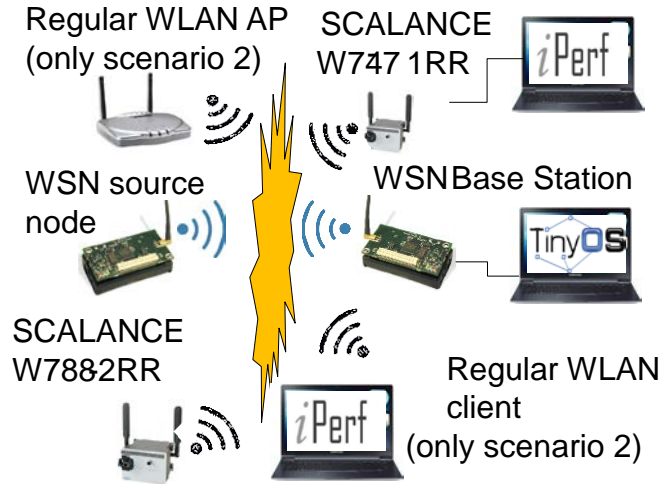 Regular WLAN AP
(only scenario 2)
SCALANCE
W747 1RR
iPerf
WSN source
node
WSN Base Station
TinyOS
SCALANCE
W788-2RR
iPerf
Regular WLAN
client
(only scenario 2)